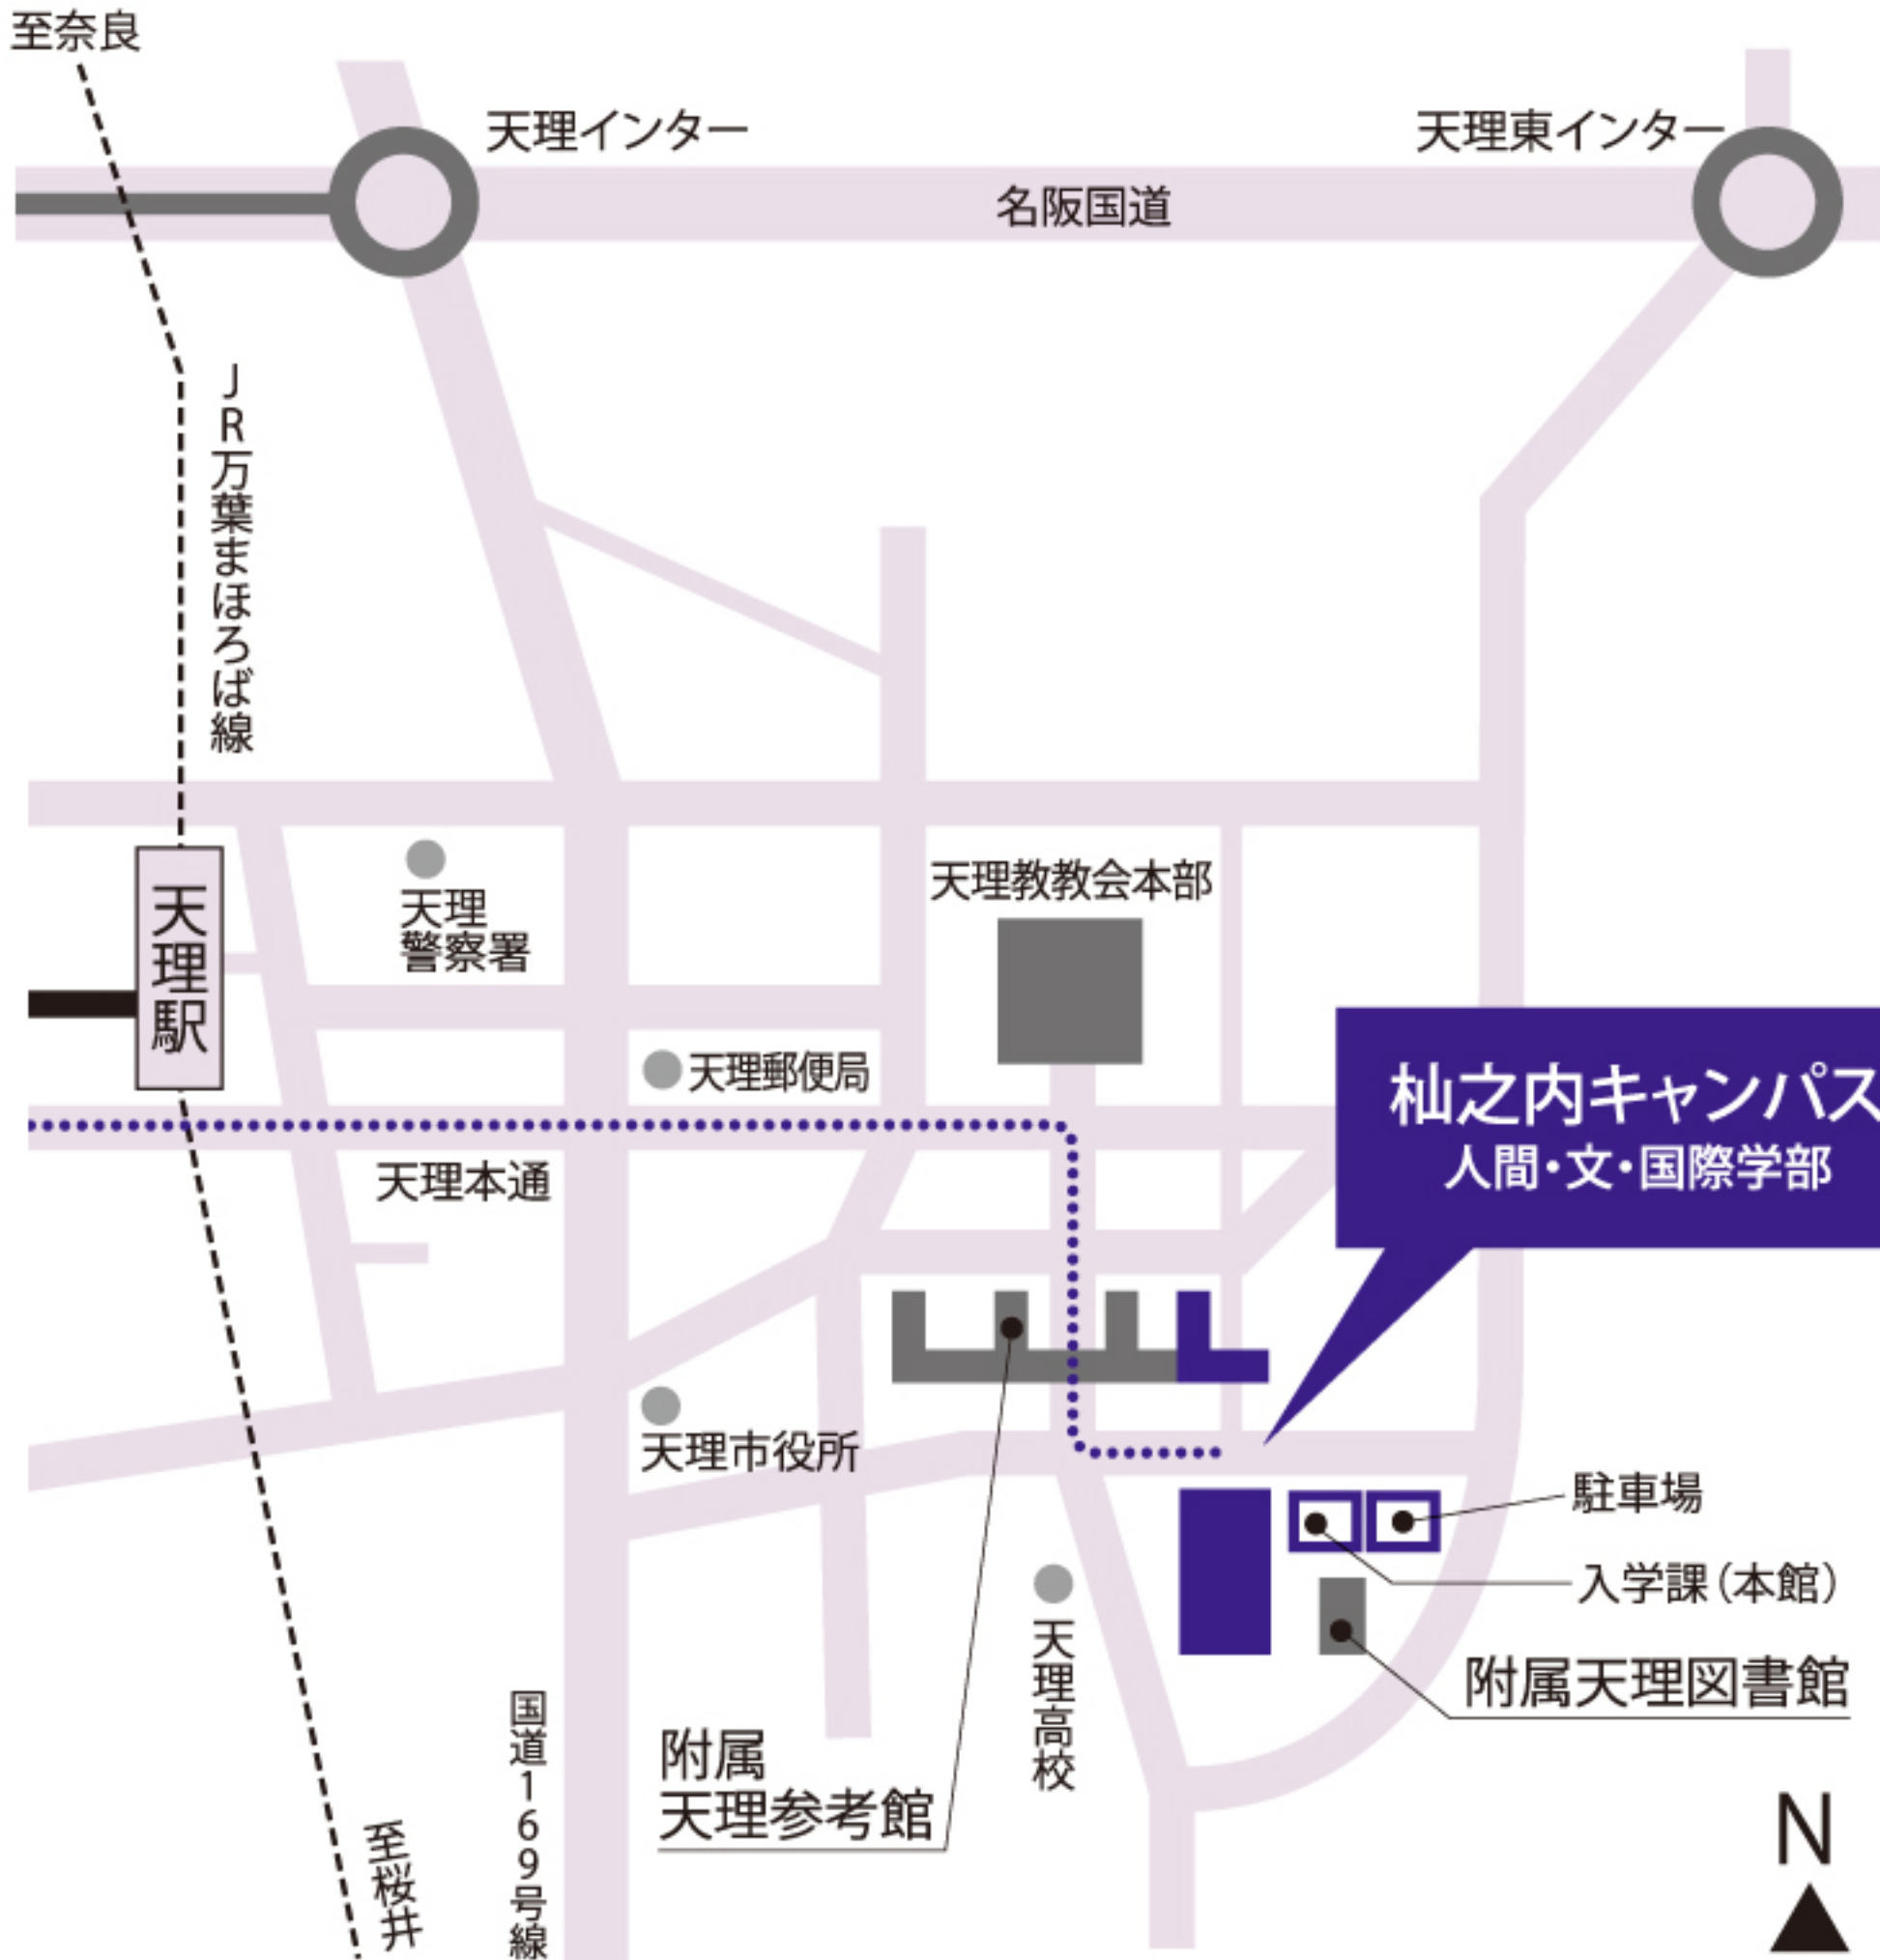 至奈良
天理インター
天理東インター
名阪国道
JR万葉まほろば線
天理
警察署
天理教教会本部
天理駅
天理郵便局
杣之内キャンパス
人間・文・国際学部
天理本通
天理市役所
駐車場
入学課（本館）
天理高校
附属天理図書館
国道169号線
附属
天理参考館
至桜井
N